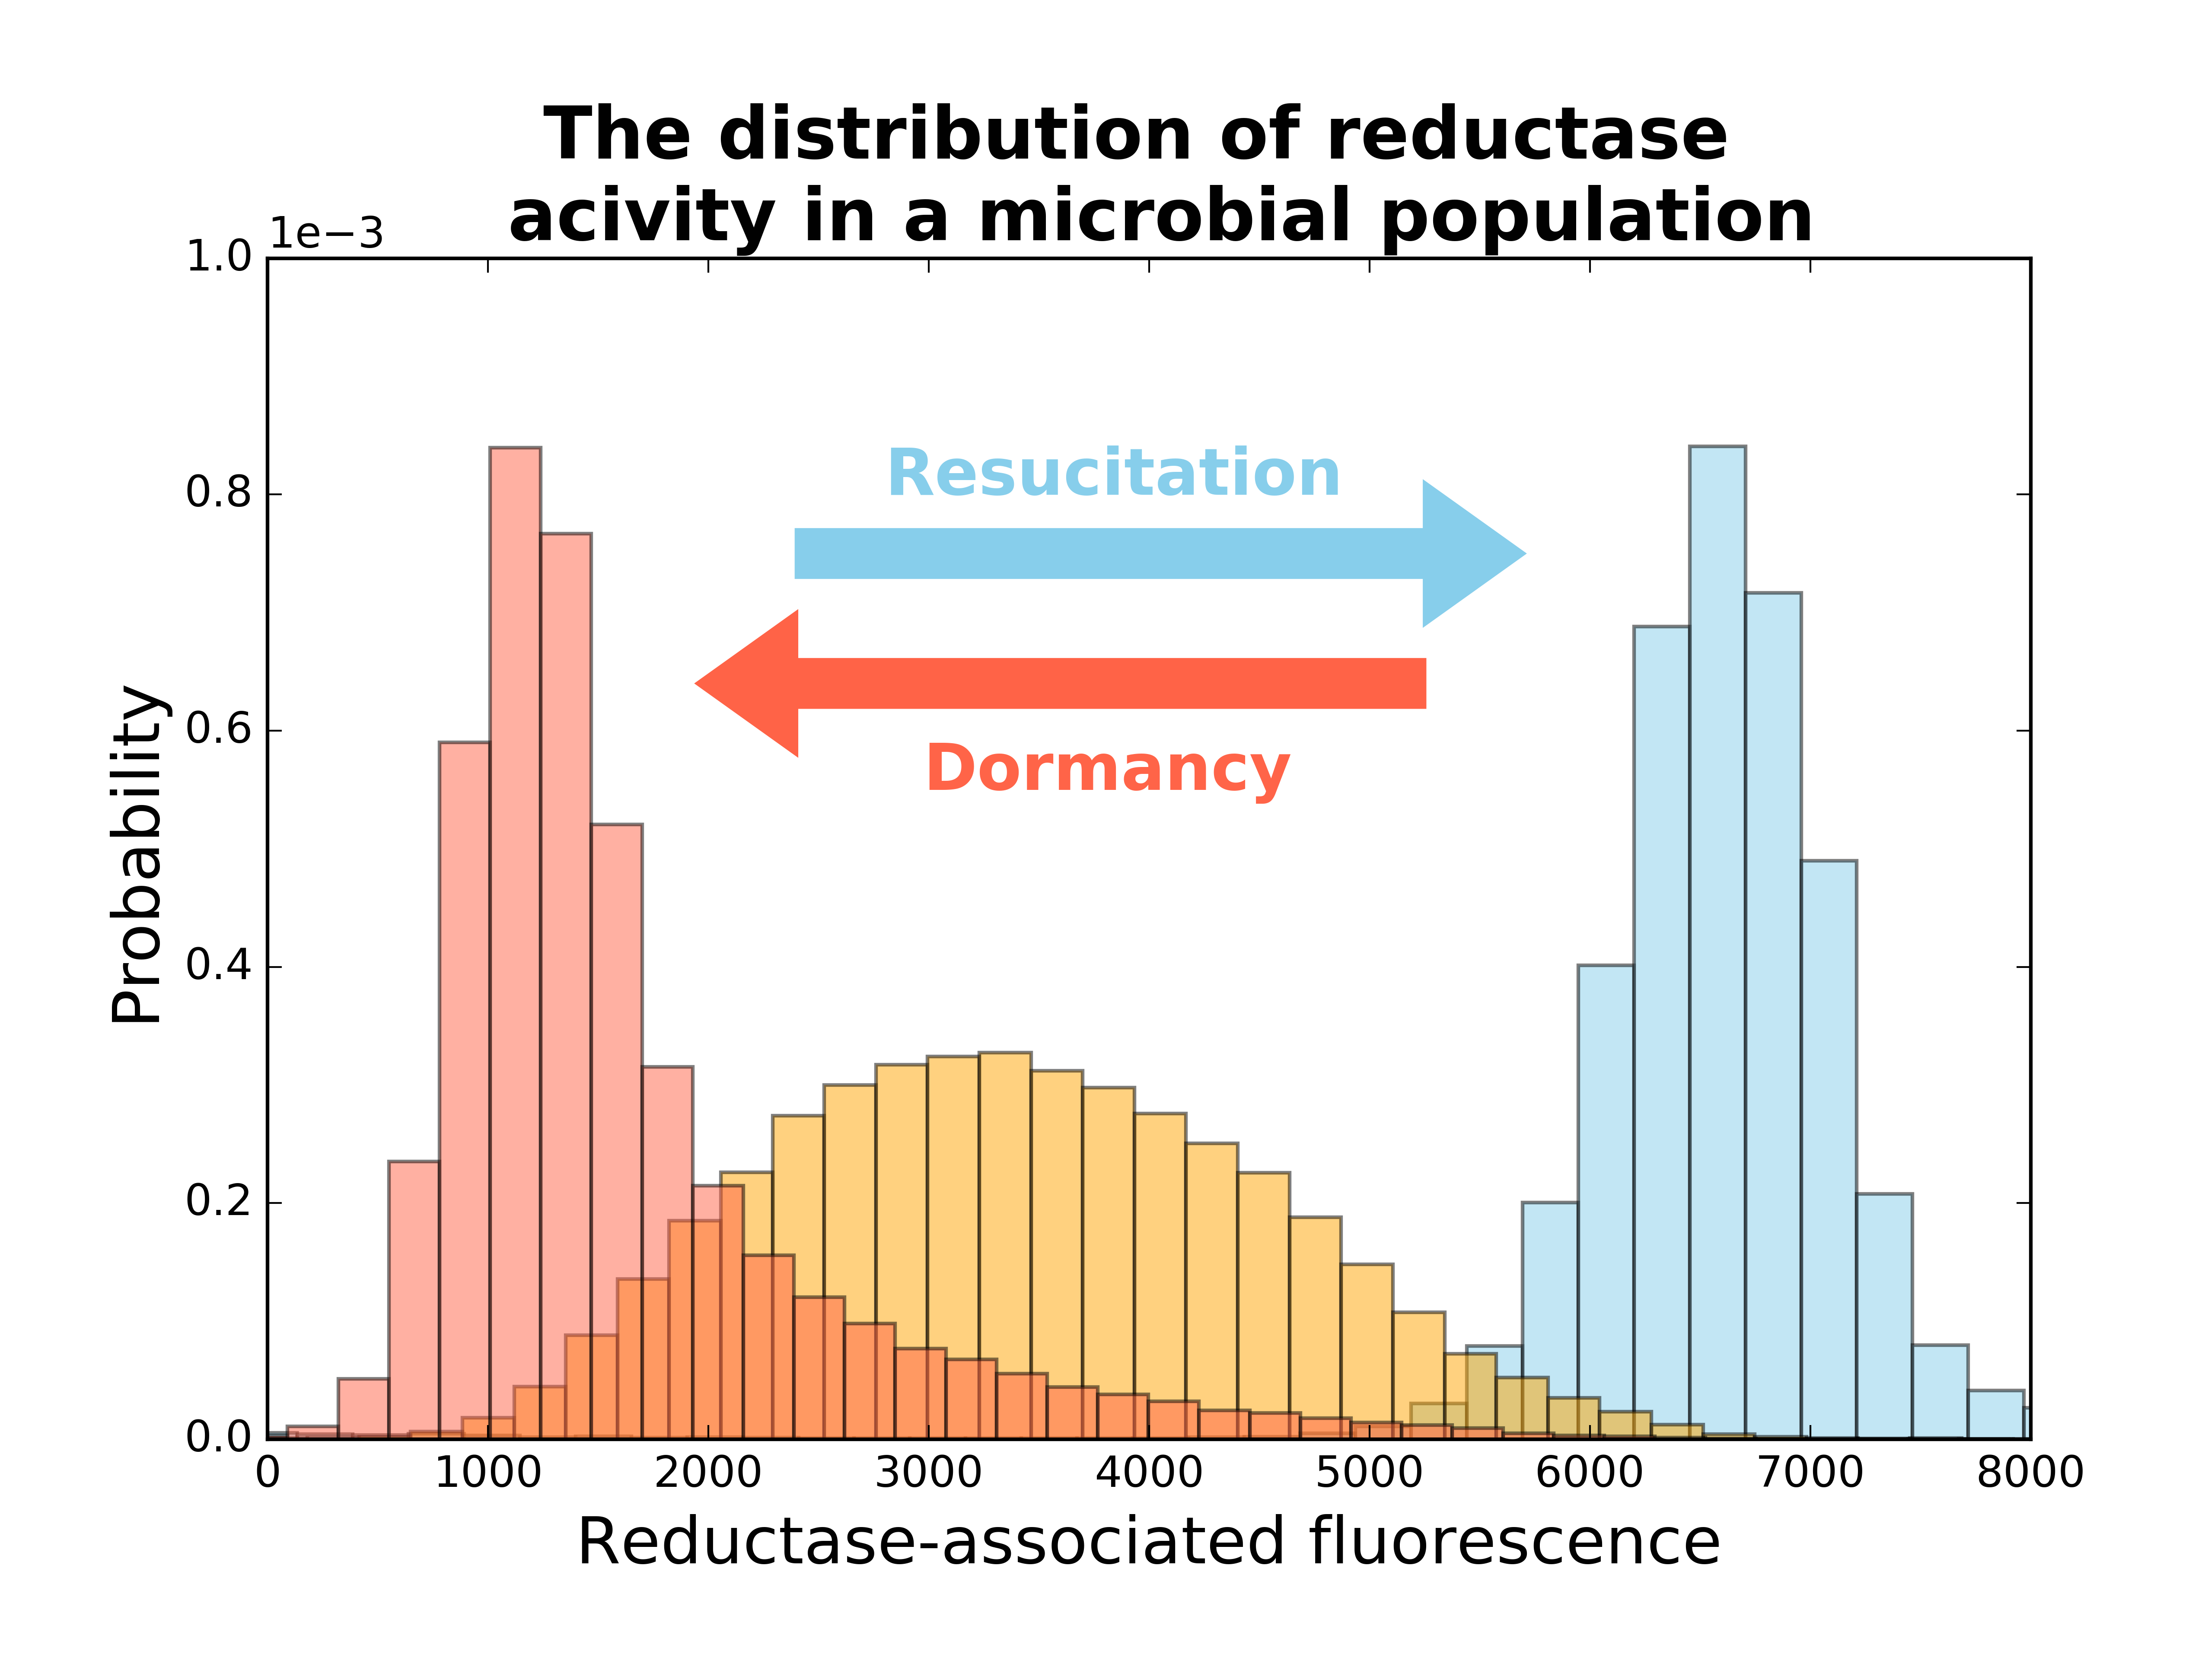 The distribution of reductase
acivity in a microbial population
1e−3
1.0
0.8
0.6
0.4
0.2
0.0
Probability
Resucitation
Dormancy
0 1000 2000 3000 4000 5000 6000 7000 8000
Reductase-associated fluorescence